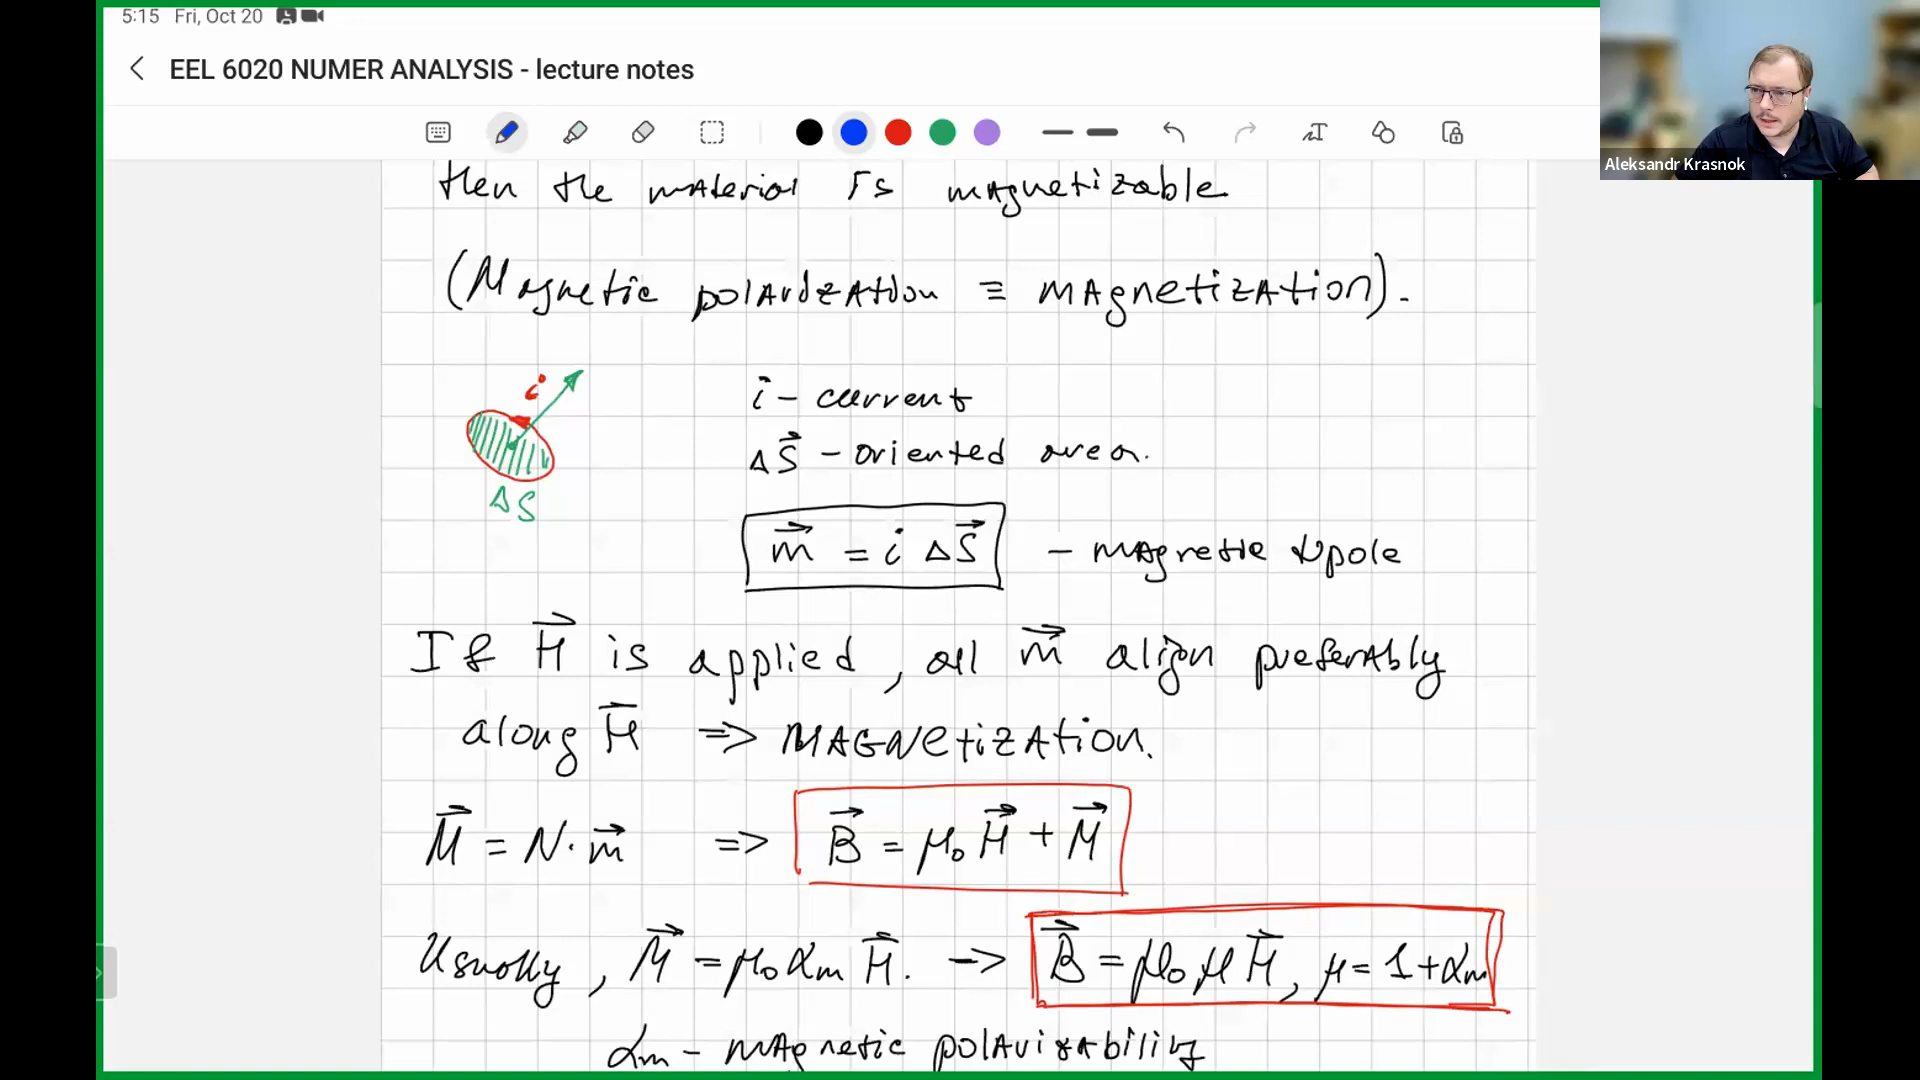 5:15 Fri, Oct 20
EEL 6020 NUMER ANALYSIS - lecture notes
Aleksandr Krasnok
then the material is magnetizable
(Magnetic polarization ≡ magnetization).
i
ΔS
i - current
ΔS⃗ - oriented area.
m⃗ = i ΔS⃗ - magnetic dipole
If H⃗ is applied, all m⃗ align preferably
along H⃗ => MAGNetizAtion.
M⃗ = N·m⃗ => B⃗ = μ₀H⃗ + M⃗
Usually, M⃗ = μ₀ αm H⃗. -> B⃗ = μ₀ μ H⃗, μ = 1 + αm
αm - magnetic polarizability